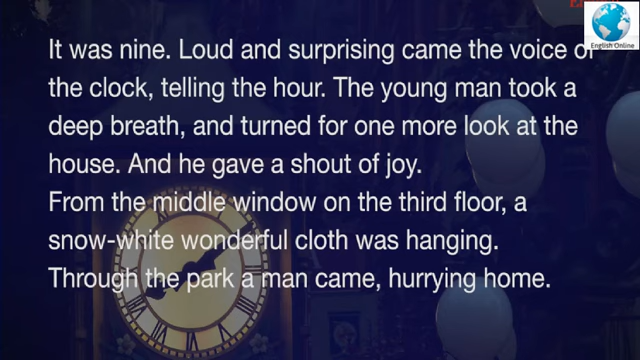 It was nine. Loud and surprising came the voice of
the clock, telling the hour. The young man took a
deep breath, and turned for one more look at the
house. And he gave a shout of joy.
From the middle window on the third floor, a
snow-white wonderful cloth was hanging.
Through the park a man came, hurrying home.
English Online